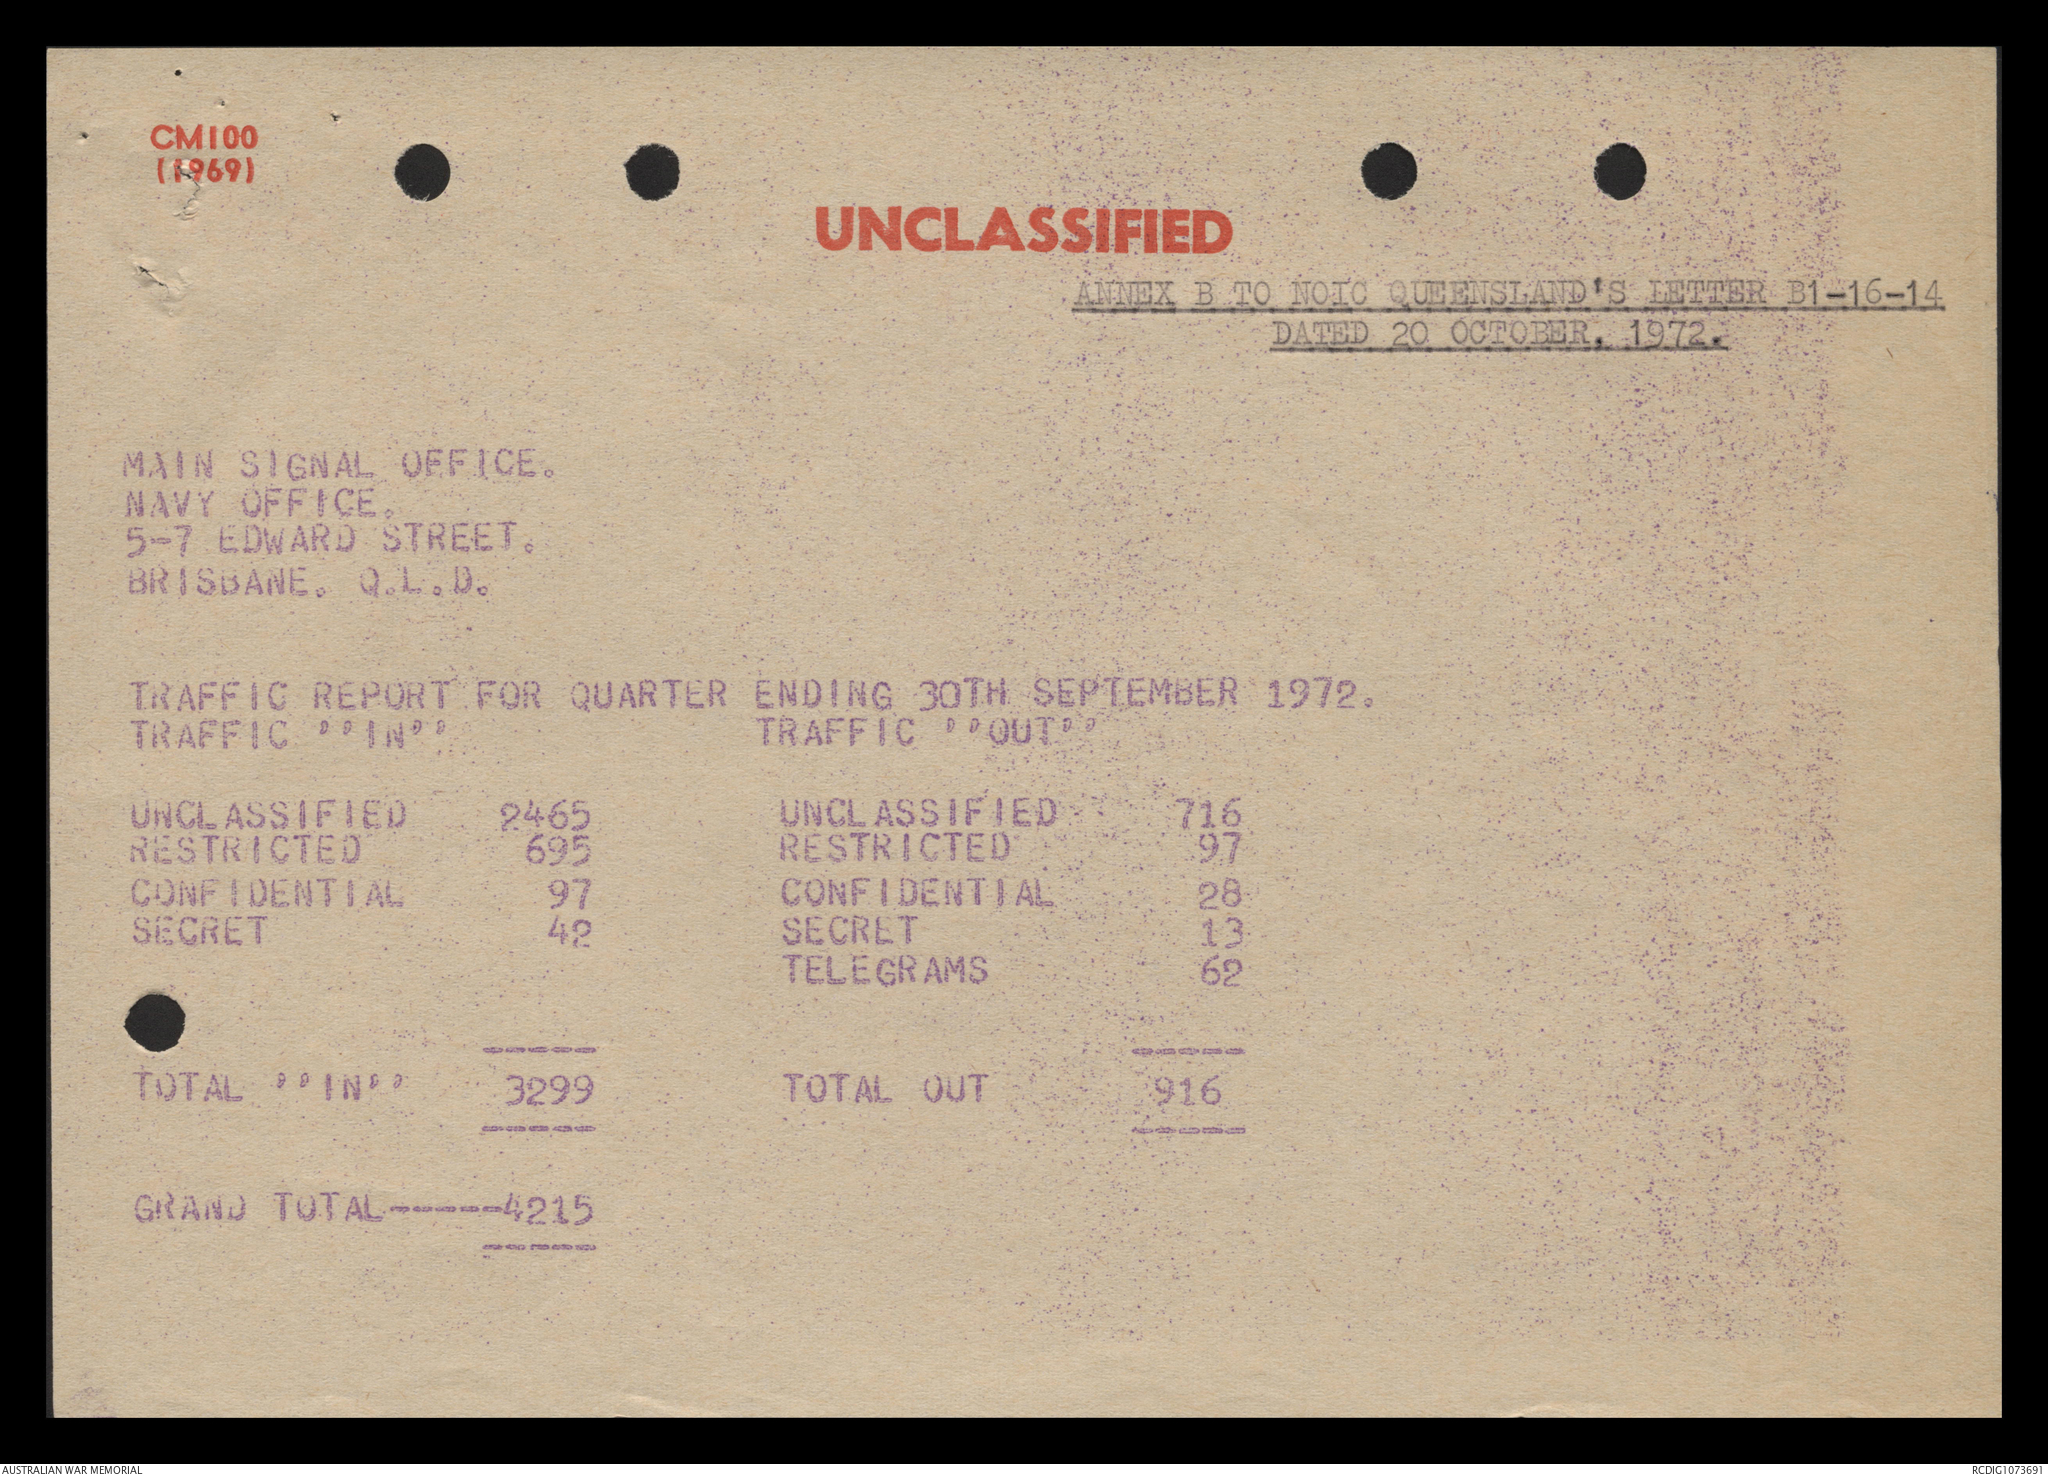 CM100
(1969)
UNCLASSIFIED
ANNEX B TO NOIC QUEENSLAND'S LETTER B1-16-14
DATED 20 OCTOBER, 1972.
MAIN SIGNAL OFFICE.
NAVY OFFICE.
5-7 EDWARD STREET.
BRISBANE. Q.L.D.
TRAFFIC REPORT FOR QUARTER ENDING 30TH SEPTEMBER 1972.
TRAFFIC ''IN'' TRAFFIC ''OUT''
UNCLASSIFIED 2465 UNCLASSIFIED 716
RESTRICTED 695 RESTRICTED 97
CONFIDENTIAL 97 CONFIDENTIAL 28
SECRET 42 SECRET 13
TELEGRAMS 62
----- -----
TOTAL ''IN'' 3299 TOTAL OUT 916
----- -----
GRAND TOTAL-----4215
-----
AUSTRALIAN WAR MEMORIAL RCDIG1073691